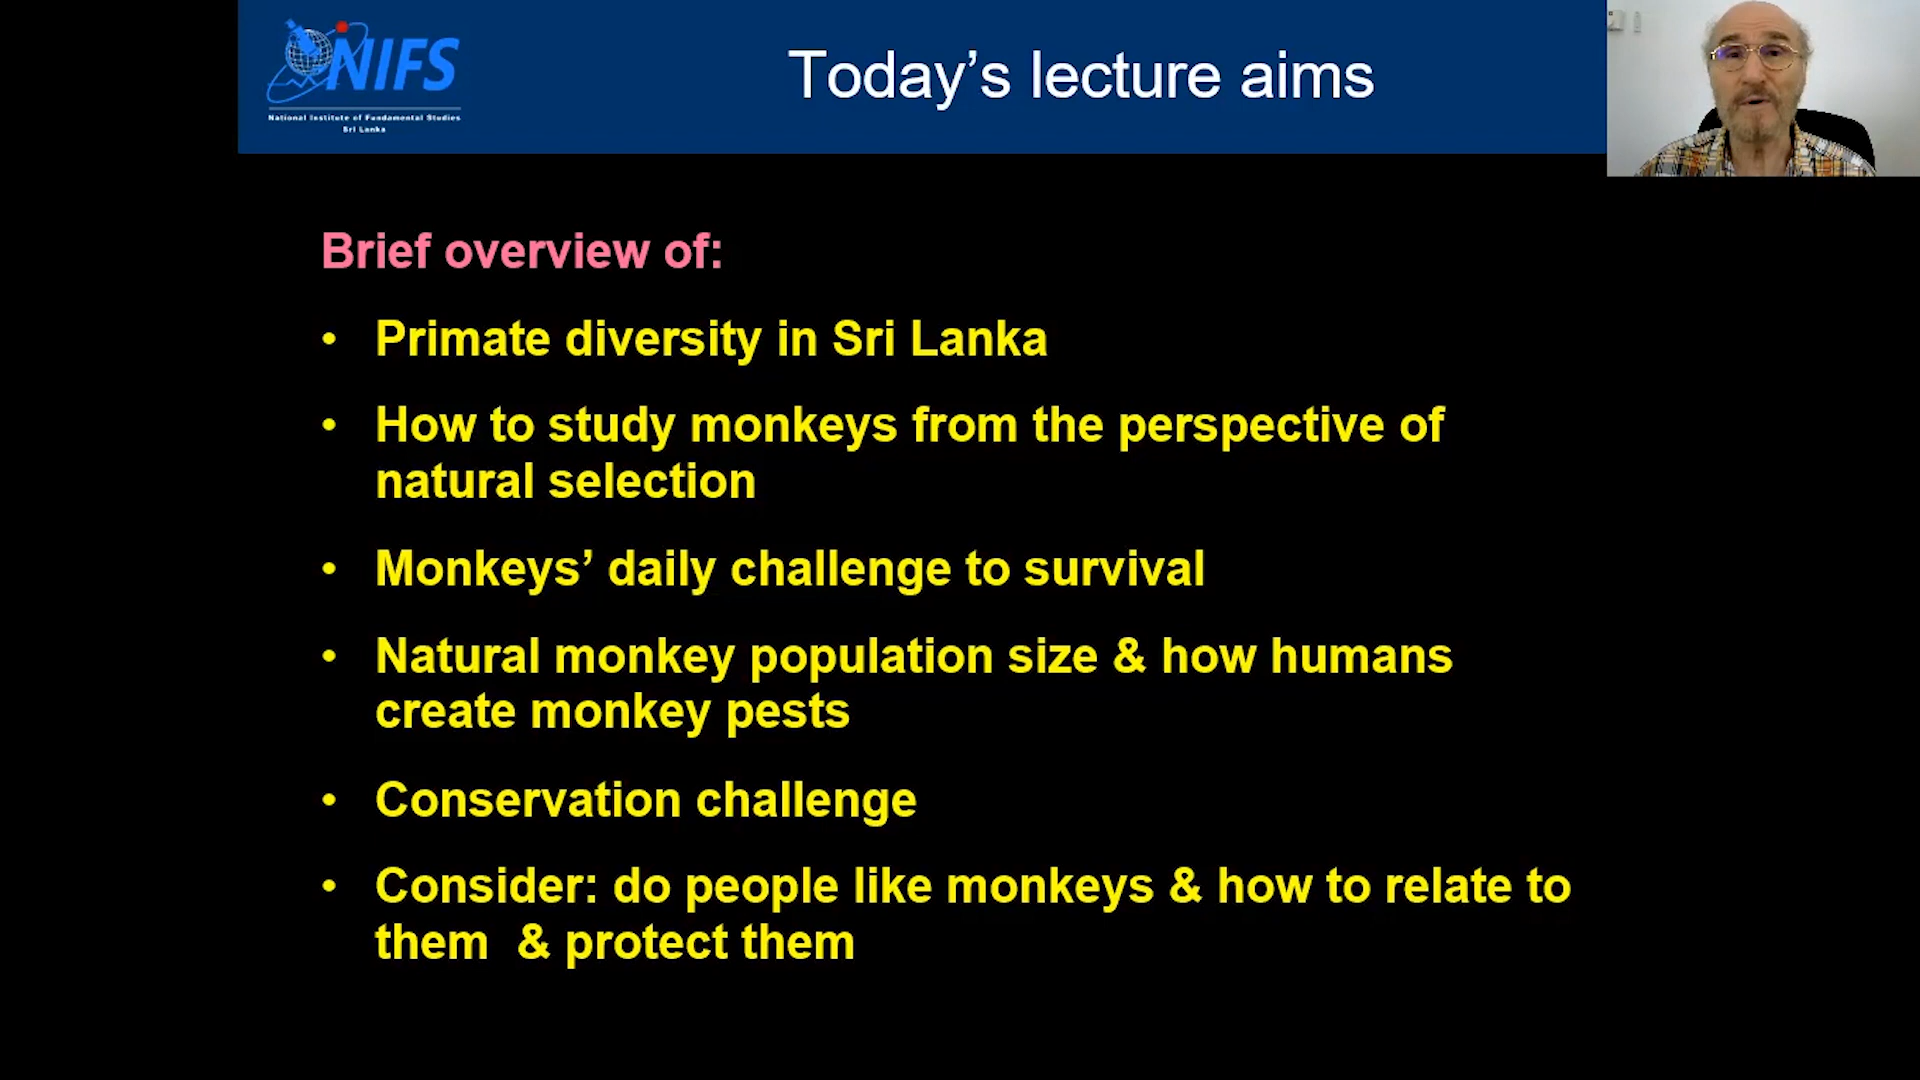 NIFS
National Institute of Fundamental Studies
Sri Lanka
Today’s lecture aims
Brief overview of:
• Primate diversity in Sri Lanka
• How to study monkeys from the perspective of
natural selection
• Monkeys’ daily challenge to survival
• Natural monkey population size & how humans
create monkey pests
• Conservation challenge
• Consider: do people like monkeys & how to relate to
them  & protect them